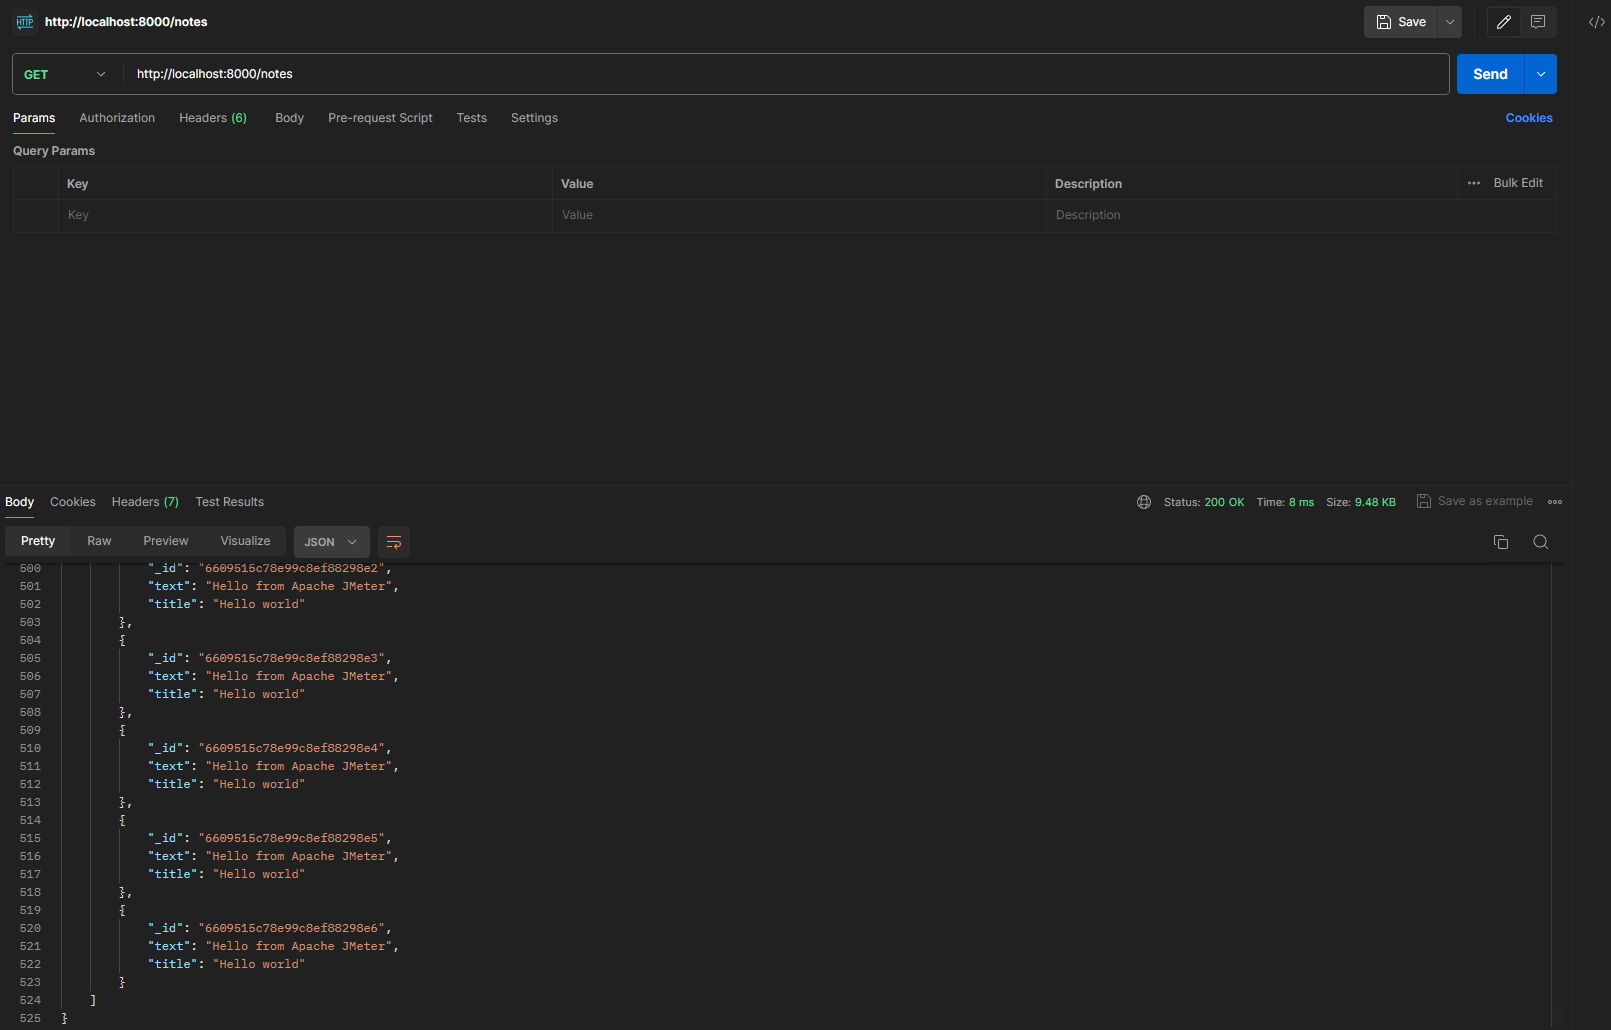 HTTP http://localhost:8000/notes Save </>
GET http://localhost:8000/notes Send
Params Authorization Headers (6) Body Pre-request Script Tests Settings Cookies
Query Params
Key Value Description ••• Bulk Edit
Key Value Description
Body Cookies Headers (7) Test Results Status: 200 OK Time: 8 ms Size: 9.48 KB Save as example
Pretty Raw Preview Visualize JSON
500 "_id": "6609515c78e99c8ef88298e2",
501 "text": "Hello from Apache JMeter",
502 "title": "Hello world"
503 },
504 {
505 "_id": "6609515c78e99c8ef88298e3",
506 "text": "Hello from Apache JMeter",
507 "title": "Hello world"
508 },
509 {
510 "_id": "6609515c78e99c8ef88298e4",
511 "text": "Hello from Apache JMeter",
512 "title": "Hello world"
513 },
514 {
515 "_id": "6609515c78e99c8ef88298e5",
516 "text": "Hello from Apache JMeter",
517 "title": "Hello world"
518 },
519 {
520 "_id": "6609515c78e99c8ef88298e6",
521 "text": "Hello from Apache JMeter",
522 "title": "Hello world"
523 }
524 ]
525 }